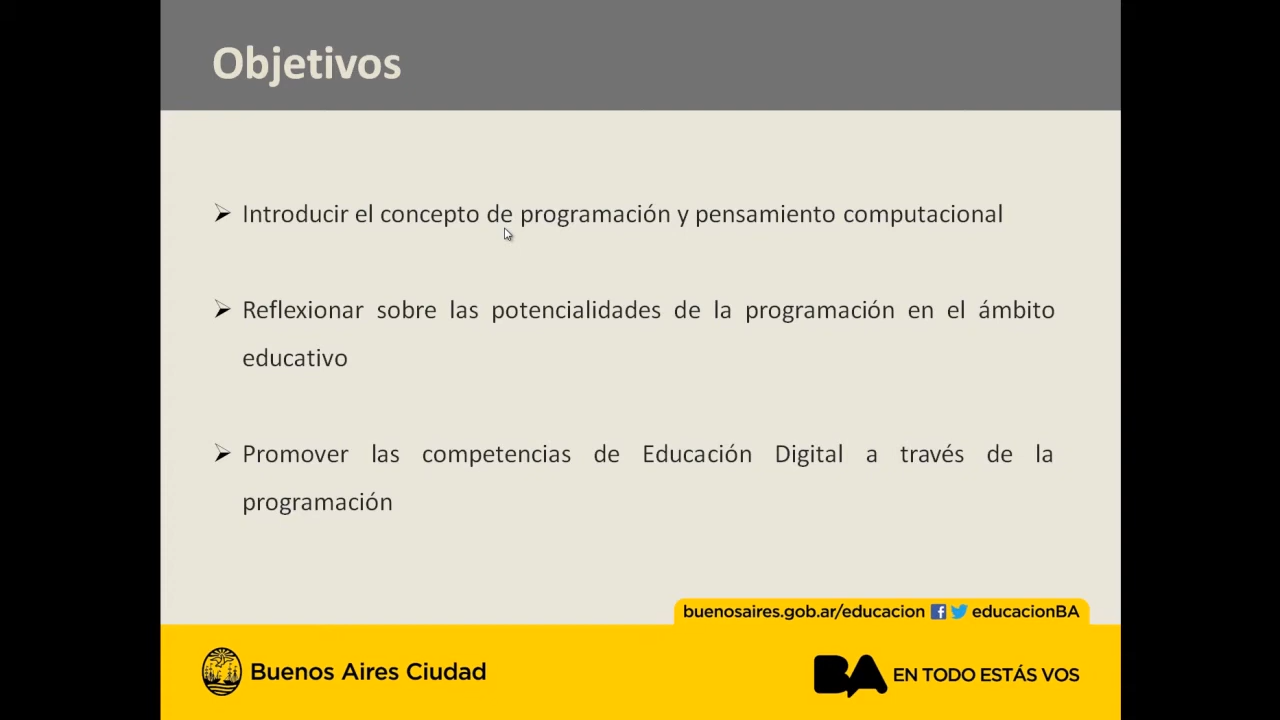 Objetivos
Introducir el concepto de programación y pensamiento computacional
Reflexionar sobre las potencialidades de la programación en el ámbito
educativo
Promover las competencias de Educación Digital a través de la
programación
buenosaires.gob.ar/educacion educacionBA
Buenos Aires Ciudad
BA EN TODO ESTÁS VOS